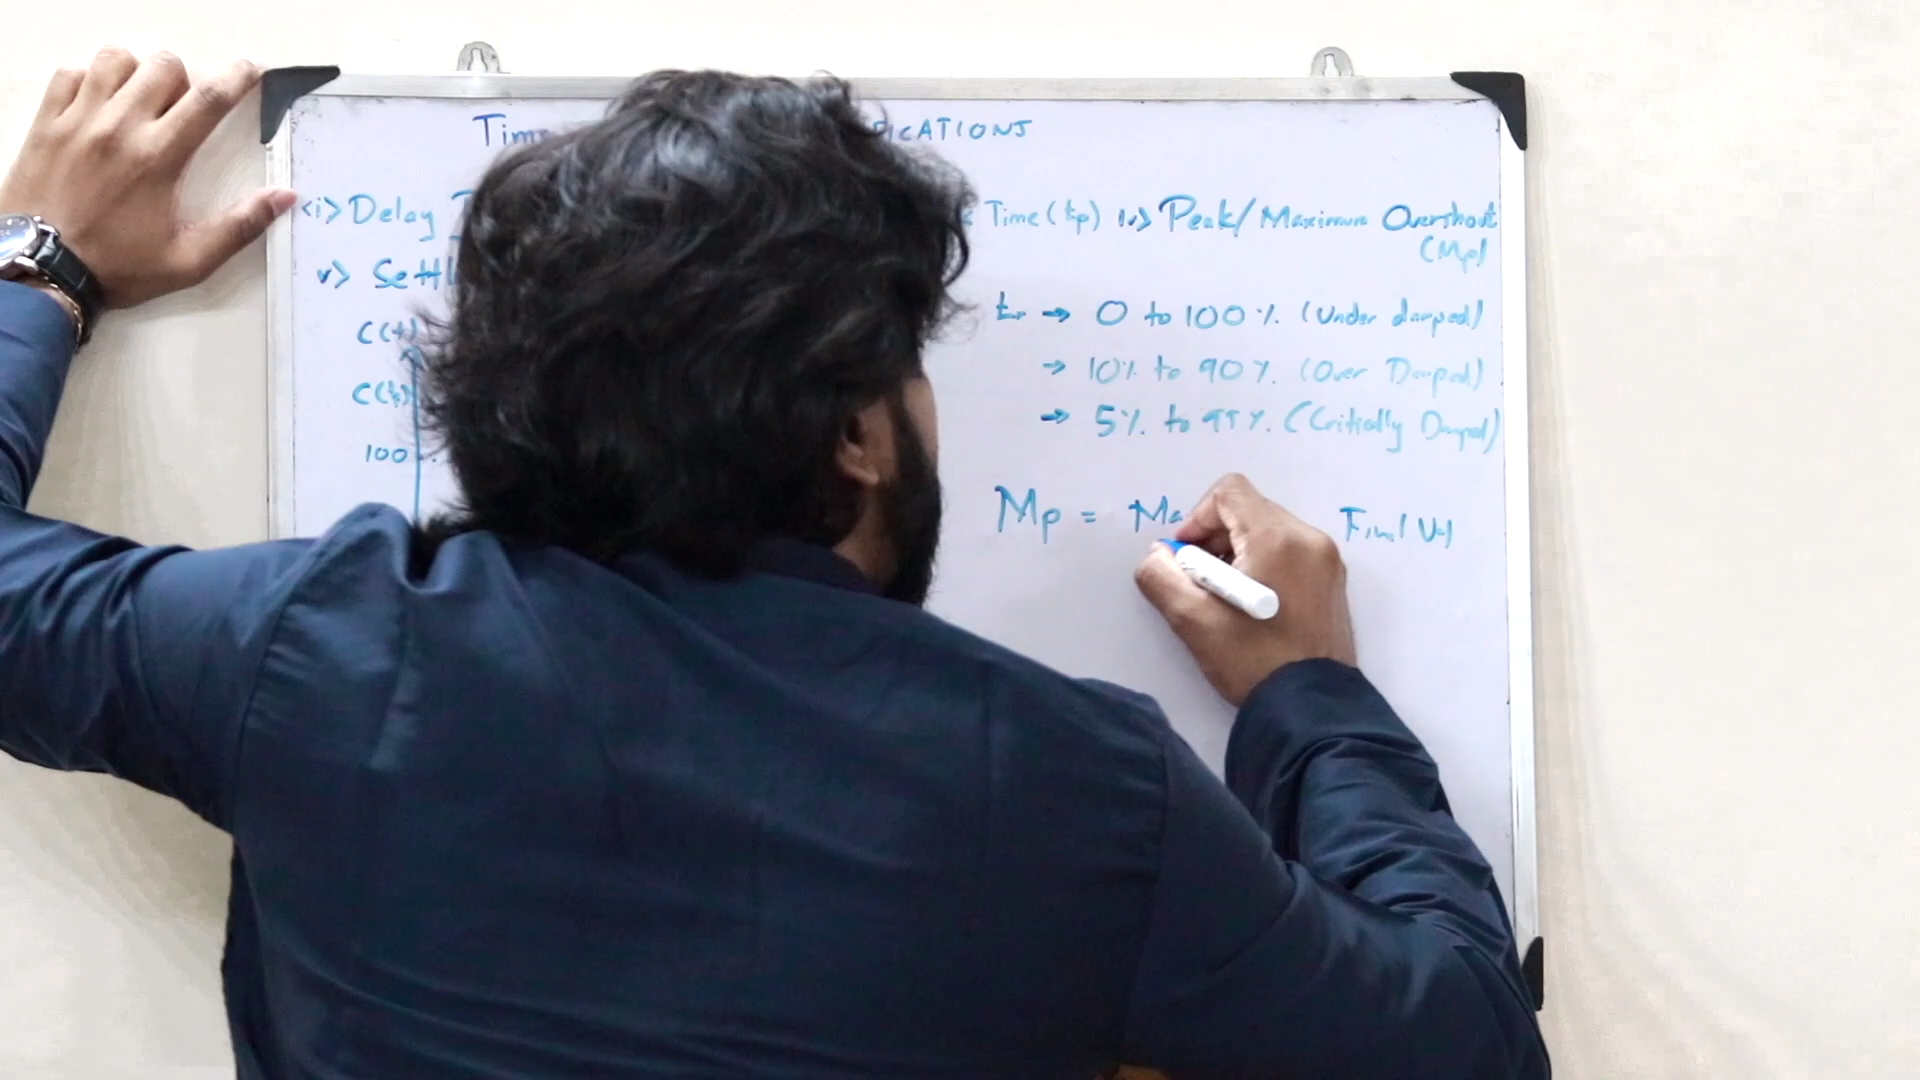 Time PICATIONS
<i> Delay Time (tp) iv> Peak/Maximum Overshoot
(Mp)
v> Settl
C(t)
tr → 0 to 100%. (Under damped)
→ 10% to 90%. (Over Damped)
→ 5%. to 95%. (Critically Damped)
100
Mp = Ma Final Val